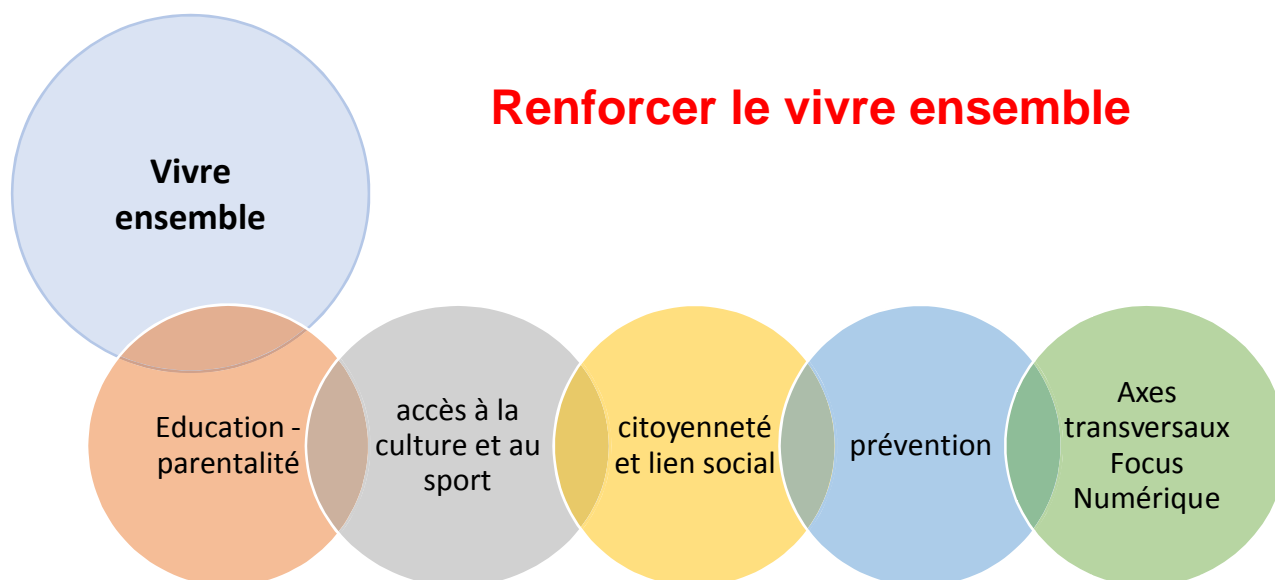 Renforcer le vivre ensemble
Vivre
ensemble
Education -
parentalité
accès à la
culture et au
sport
citoyenneté
et lien social
prévention
Axes
transversaux
Focus
Numérique